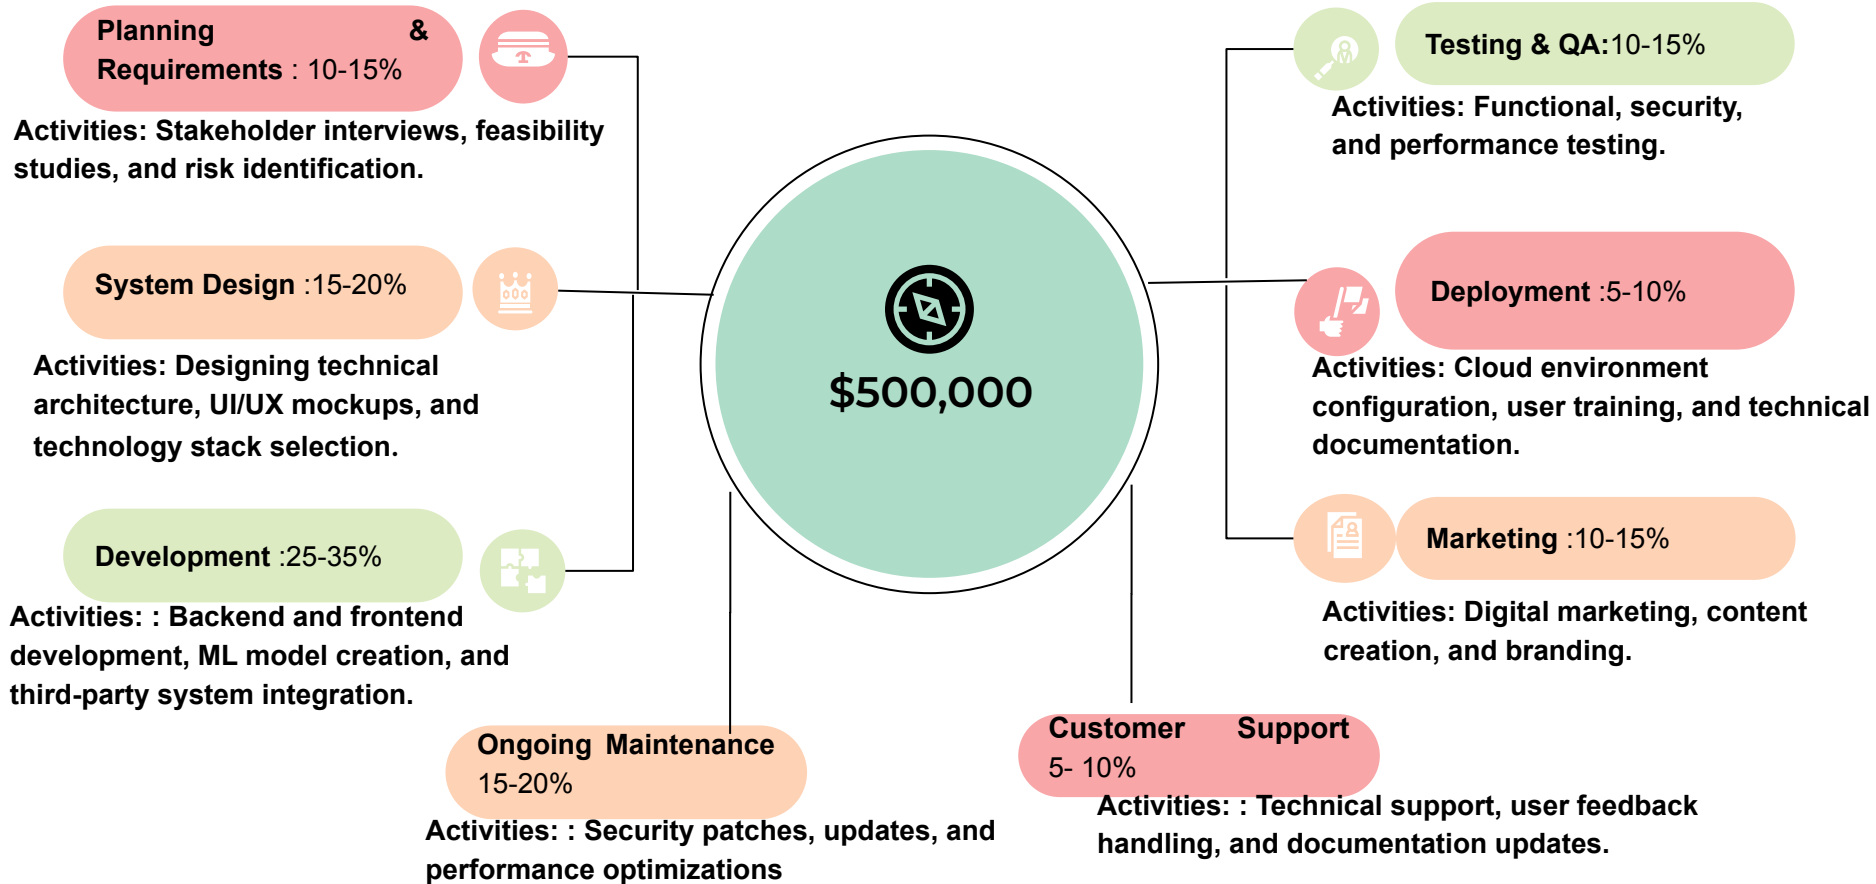 Planning &
Requirements : 10-15%
Activities: Stakeholder interviews, feasibility
studies, and risk identification.
System Design :15-20%
Activities: Designing technical
architecture, UI/UX mockups, and
technology stack selection.
Development :25-35%
Activities: : Backend and frontend
development, ML model creation, and
third-party system integration.
Ongoing Maintenance
15-20%
Activities: : Security patches, updates, and
performance optimizations
$500,000
Testing & QA:10-15%
Activities: Functional, security,
and performance testing.
Deployment :5-10%
Activities: Cloud environment
configuration, user training, and technical
documentation.
Marketing :10-15%
Activities: Digital marketing, content
creation, and branding.
Customer Support
5- 10%
Activities: : Technical support, user feedback
handling, and documentation updates.